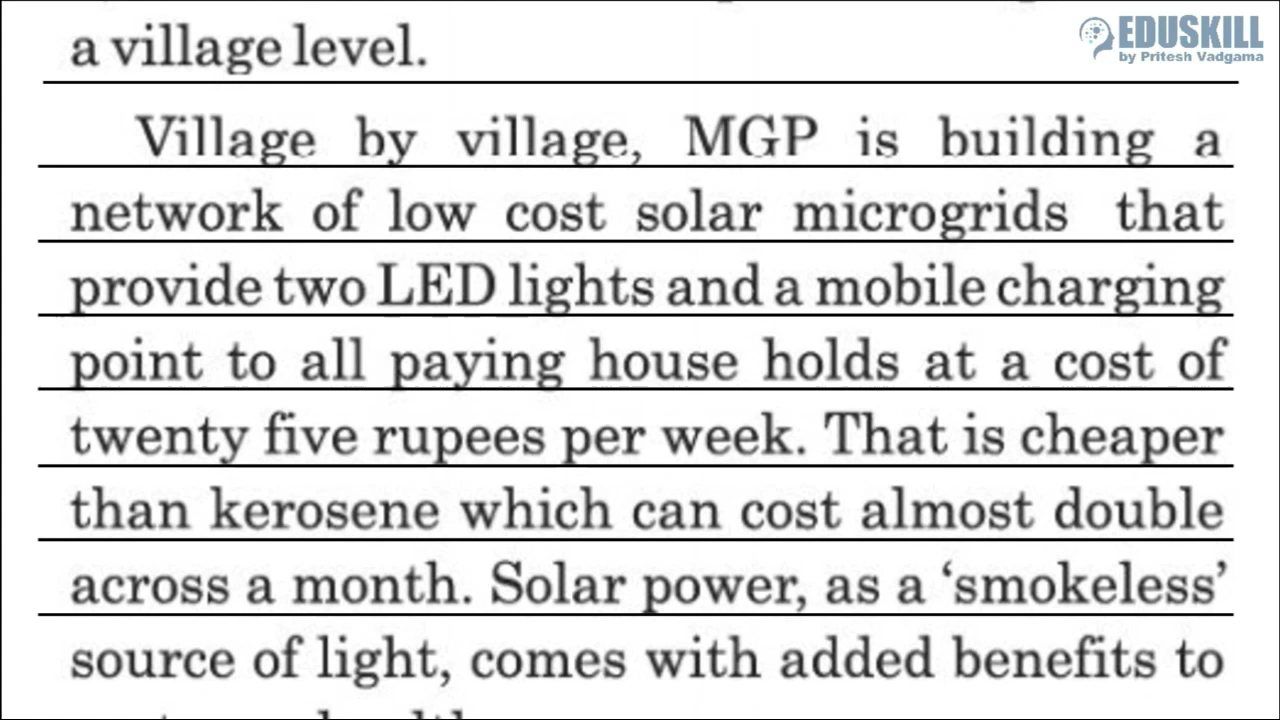 a village level.
EDUSKILL
by Pritesh Vadgama
Village by village, MGP is building a
network of low cost solar microgrids that
provide two LED lights and a mobile charging
point to all paying house holds at a cost of
twenty five rupees per week. That is cheaper
than kerosene which can cost almost double
across a month. Solar power, as a ‘smokeless’
source of light, comes with added benefits to